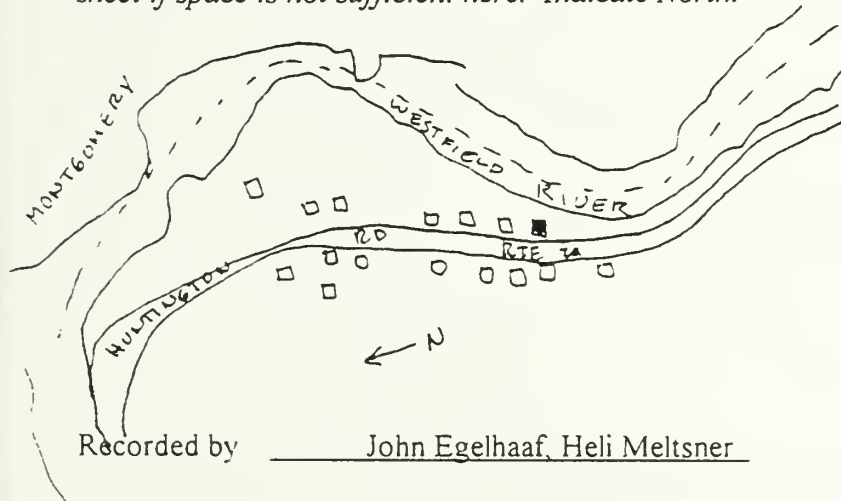 sheet if space is not sufficient here. Indicate North.
MONTGOMERY
WESTFIELD RIVER
HUNTINGTON RD RTE
N
Recorded by John Egelhaaf, Heli Meltsner